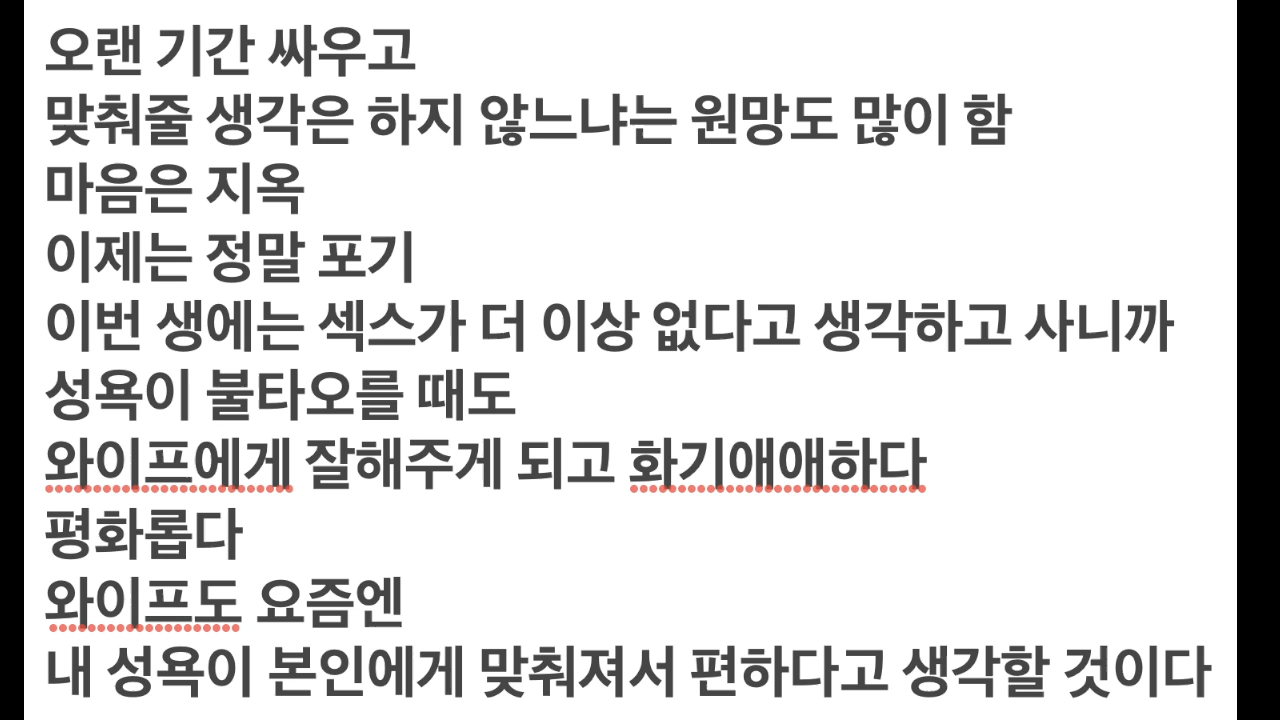 오랜 기간 싸우고
맞춰줄 생각은 하지 않느냐는 원망도 많이 함
마음은 지옥
이제는 정말 포기
이번 생에는 섹스가 더 이상 없다고 생각하고 사니까
성욕이 불타오를 때도
와이프에게 잘해주게 되고 화기애애하다
평화롭다
와이프도 요즘엔
내 성욕이 본인에게 맞춰져서 편하다고 생각할 것이다